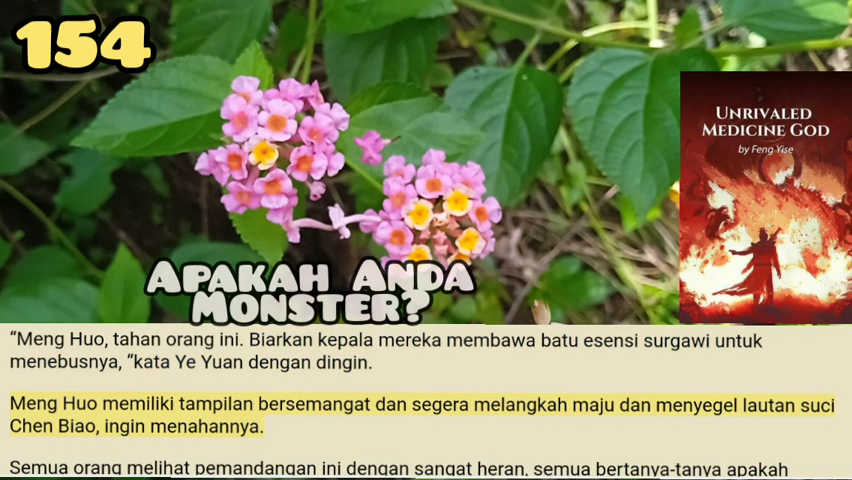 154
UNRIVALED
MEDICINE GOD
by Feng Yise
APAKAH ANDA
MONSTER?
“Meng Huo, tahan orang ini. Biarkan kepala mereka membawa batu esensi surgawi untuk
menebusnya, “kata Ye Yuan dengan dingin.
Meng Huo memiliki tampilan bersemangat dan segera melangkah maju dan menyegel lautan suci
Chen Biao, ingin menahannya.
Semua orang melihat pemandangan ini dengan sangat heran, semua bertanya-tanya apakah